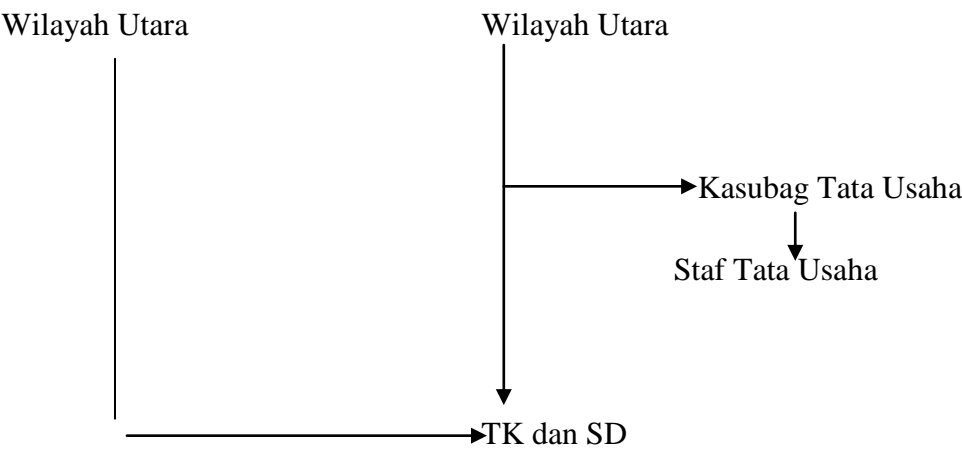 Wilayah Utara
Wilayah Utara
Kasubag Tata Usaha
Staf Tata Usaha
TK dan SD